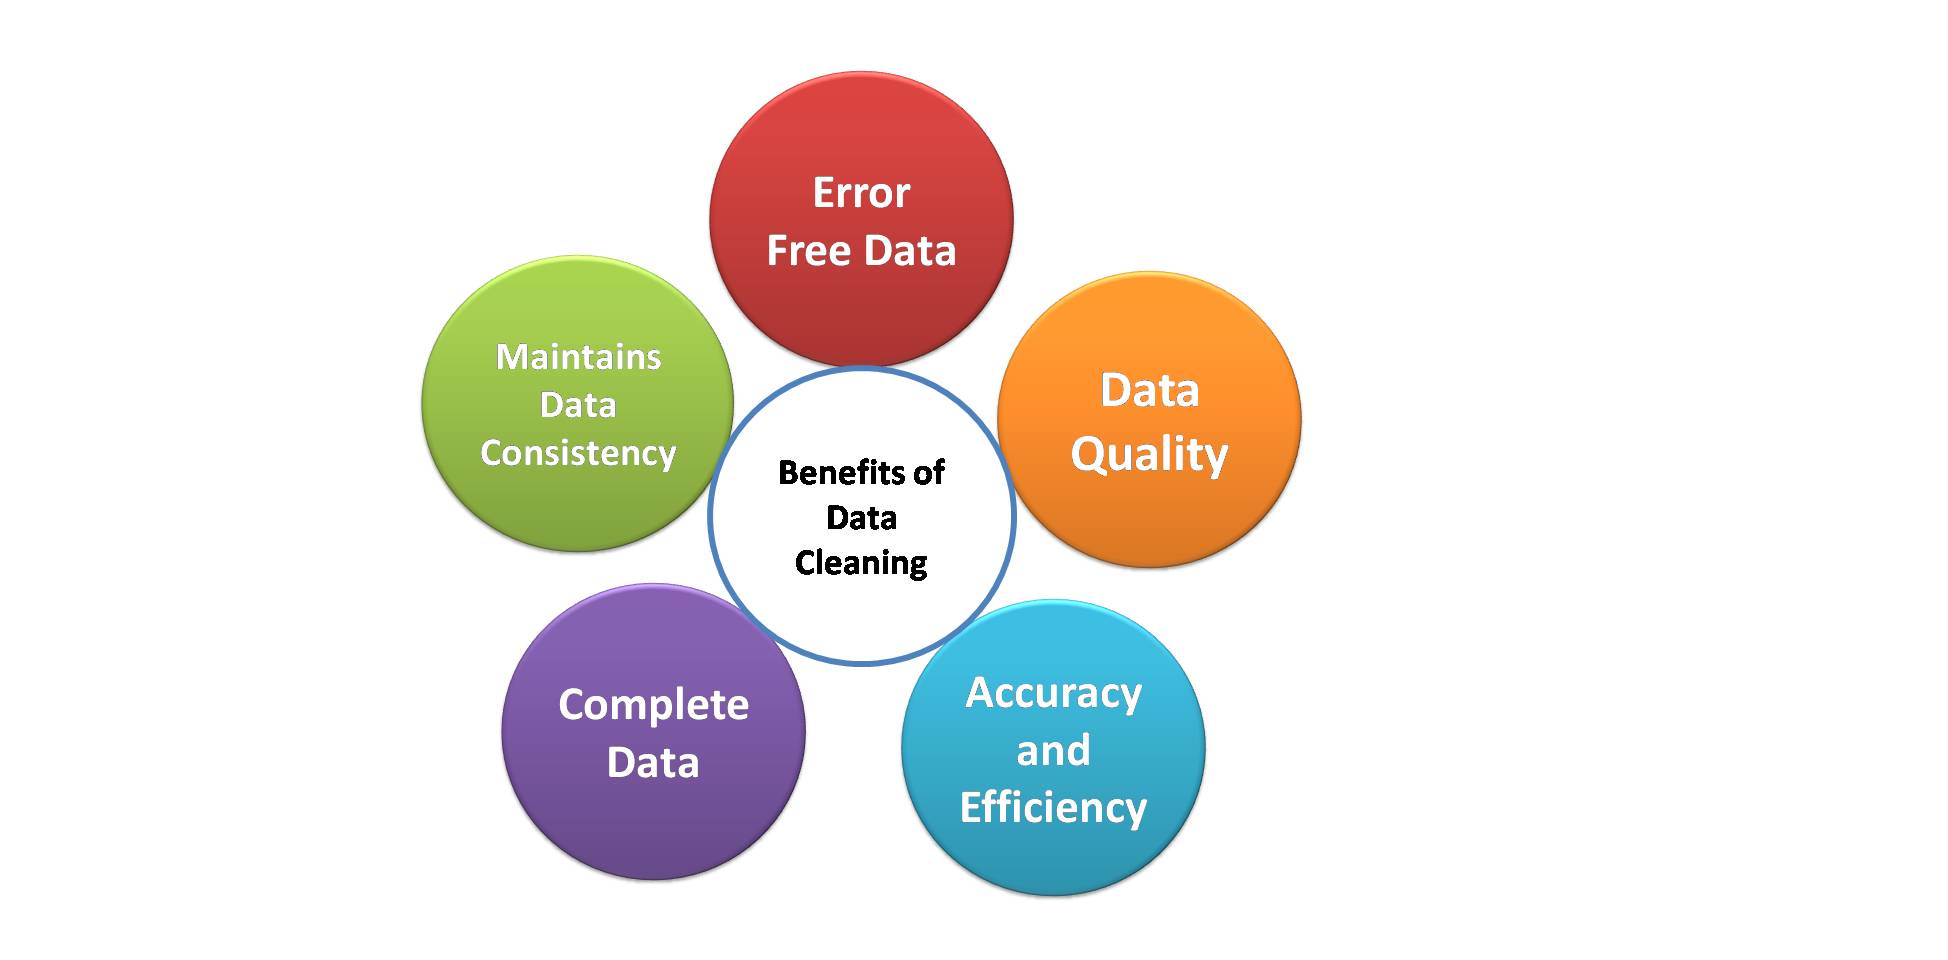 Error
Free Data
Maintains
Data
Consistency
Data
Quality
Benefits of
Data
Cleaning
Complete
Data
Accuracy
and
Efficiency